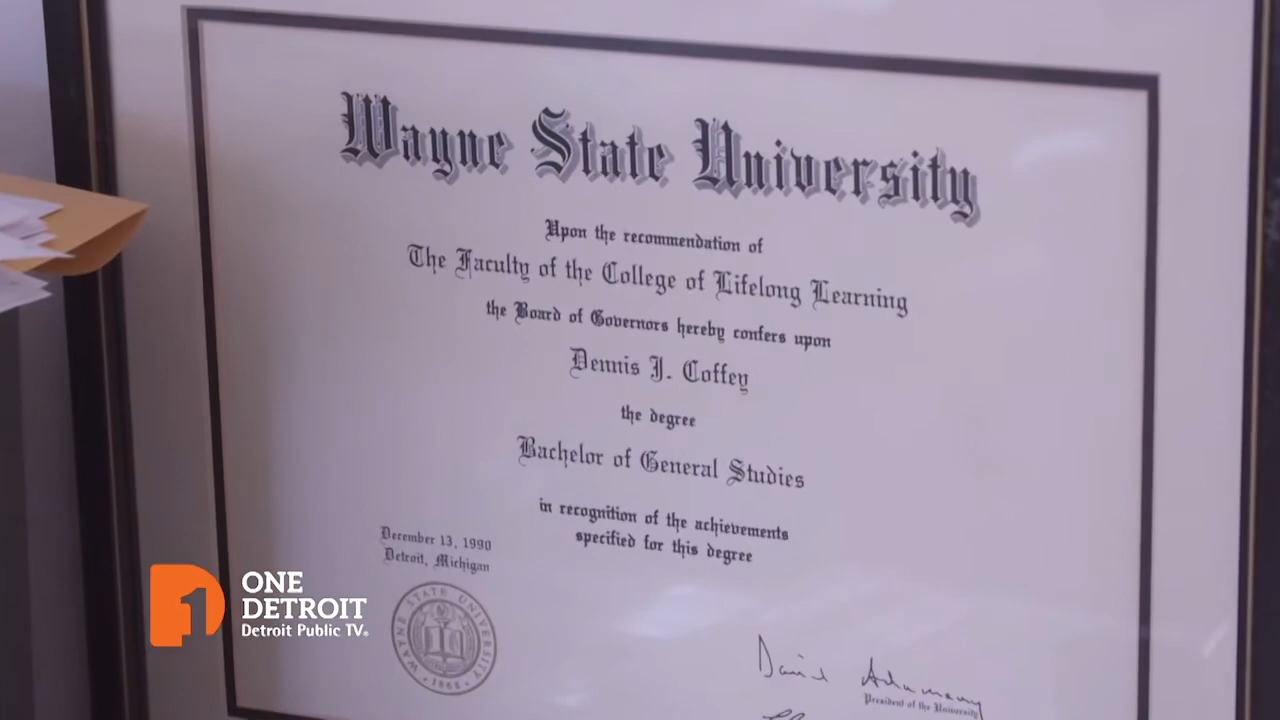 Wayne State University
Upon the recommendation of
The Faculty of the College of Lifelong Learning
the Board of Governors hereby confers upon
Dennis J. Coffey
the degree
Bachelor of General Studies
in recognition of the achievements
specified for this degree
December 13, 1990
Detroit, Michigan
WAYNE STATE UNIVERSITY
1868
David Adamany
President of the University
1
ONE
DETROIT
Detroit Public TV®